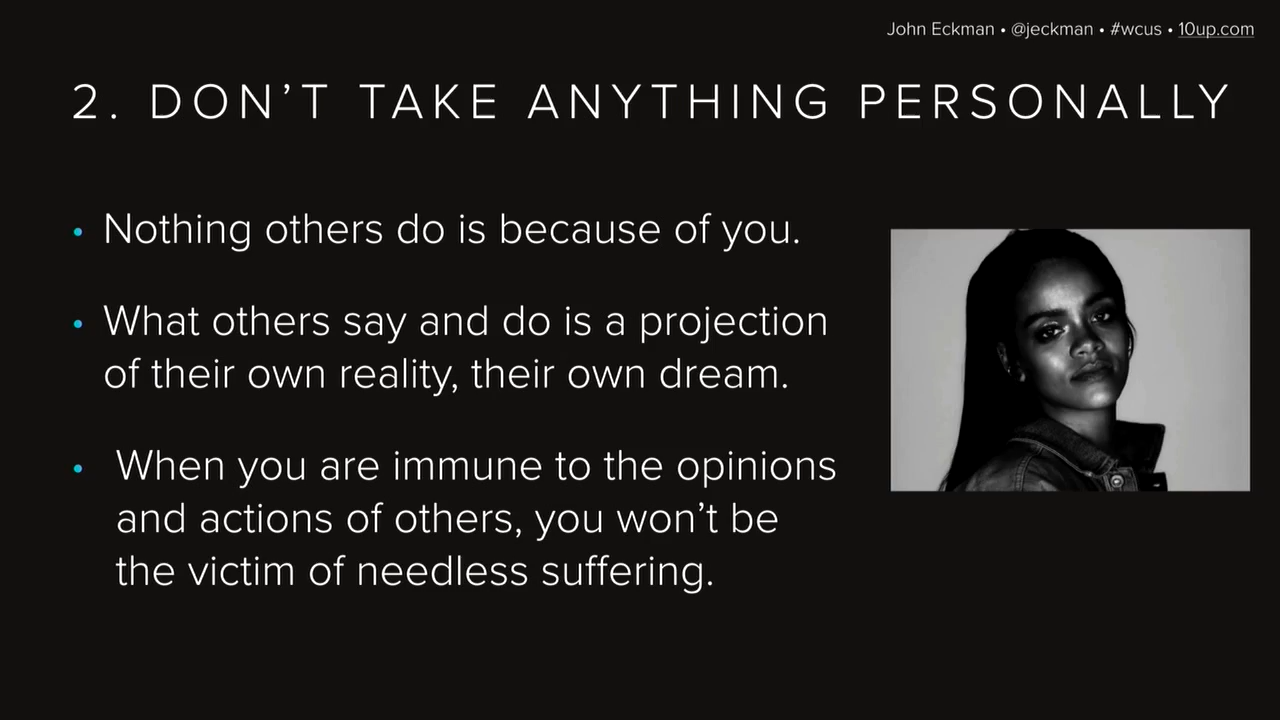 John Eckman • @jeckman • #wcus • 10up.com
2. DON’T TAKE ANYTHING PERSONALLY
• Nothing others do is because of you.
• What others say and do is a projection
of their own reality, their own dream.
• When you are immune to the opinions
and actions of others, you won’t be
the victim of needless suffering.